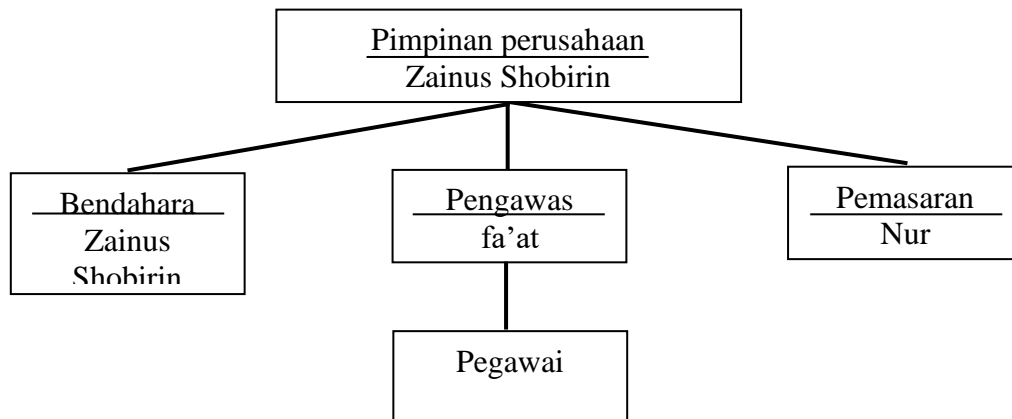 Pimpinan perusahaan
Zainus Shobirin
Bendahara
Zainus
Shobirin
Pengawas
fa’at
Pemasaran
Nur
Pegawai